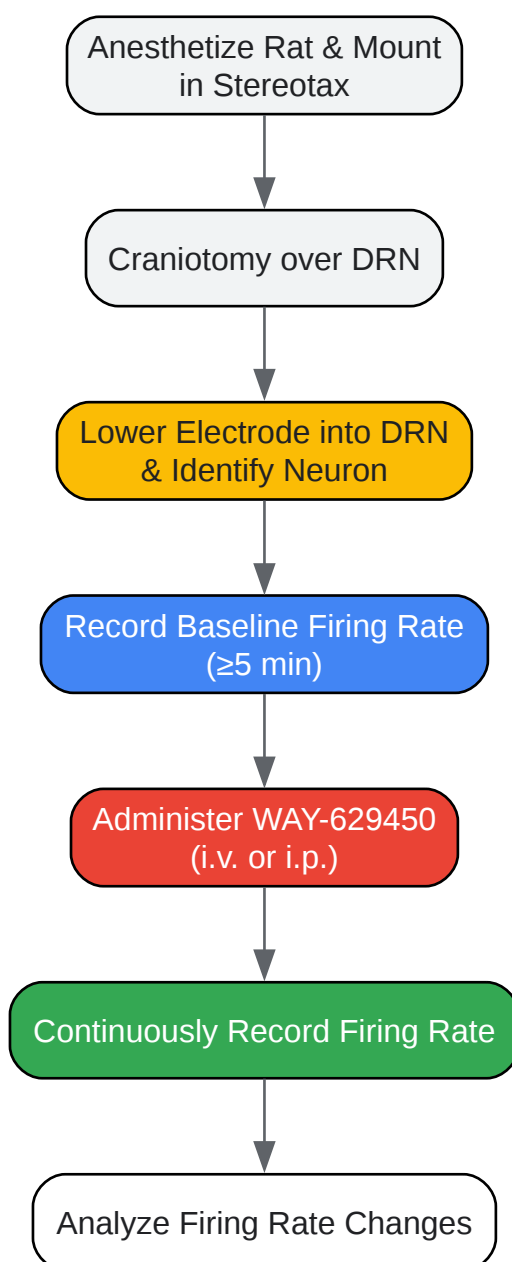 Anesthetize Rat & Mount
in Stereotax
Craniotomy over DRN
Lower Electrode into DRN
& Identify Neuron
Record Baseline Firing Rate
(≥5 min)
Administer WAY-629450
(i.v. or i.p.)
Continuously Record Firing Rate
Analyze Firing Rate Changes